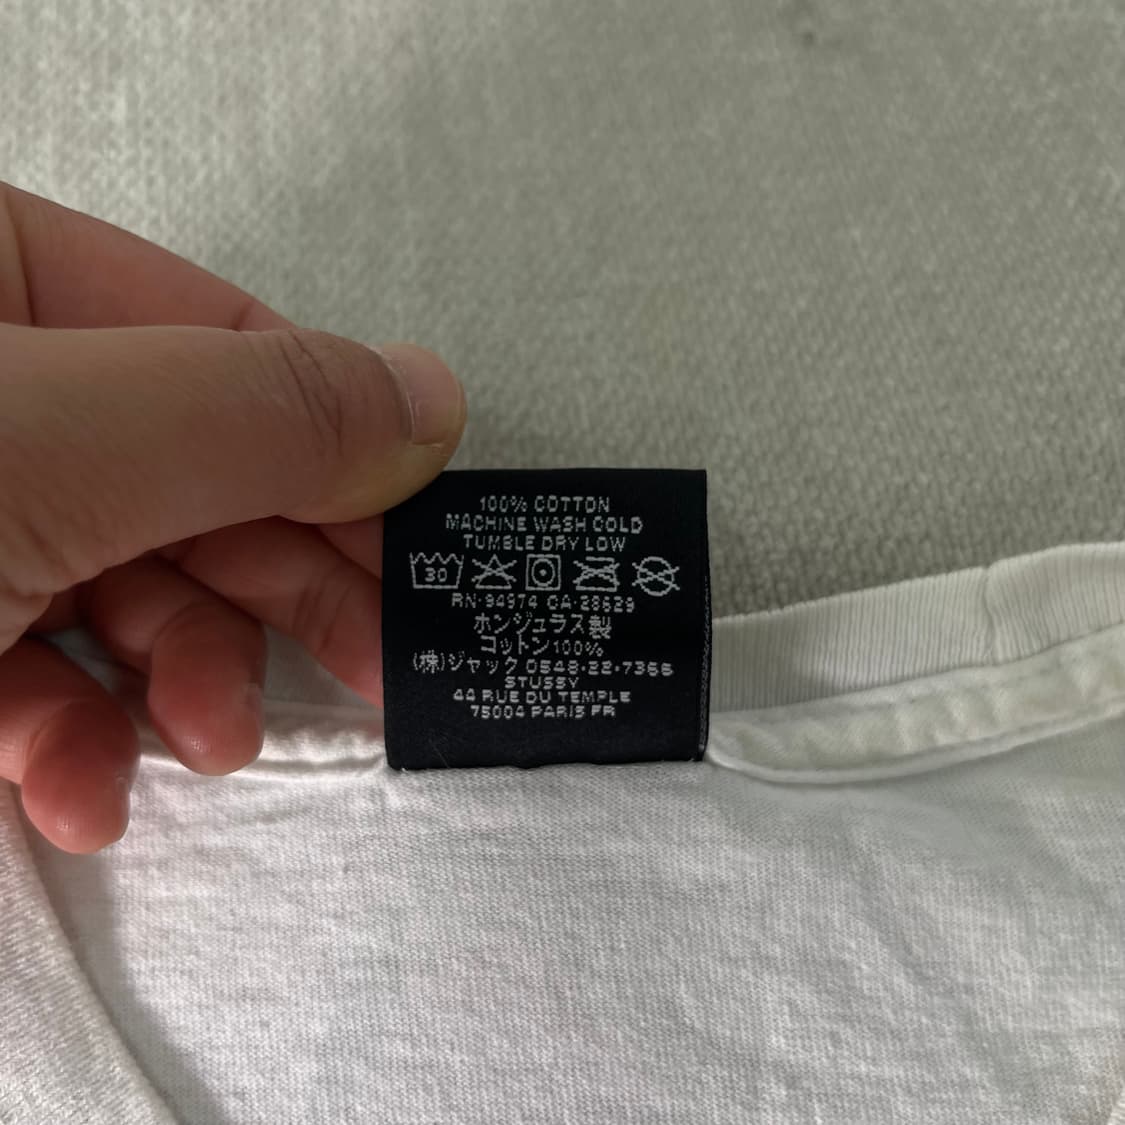 100% COTTON
MACHINE WASH COLD
TUMBLE DRY LOW
30
RN·94974 CA·28629
ホンジュラス製
コットン100%
(株)ジャック 0548·22·7366
STUSSY
44 RUE DU TEMPLE
75004 PARIS FR